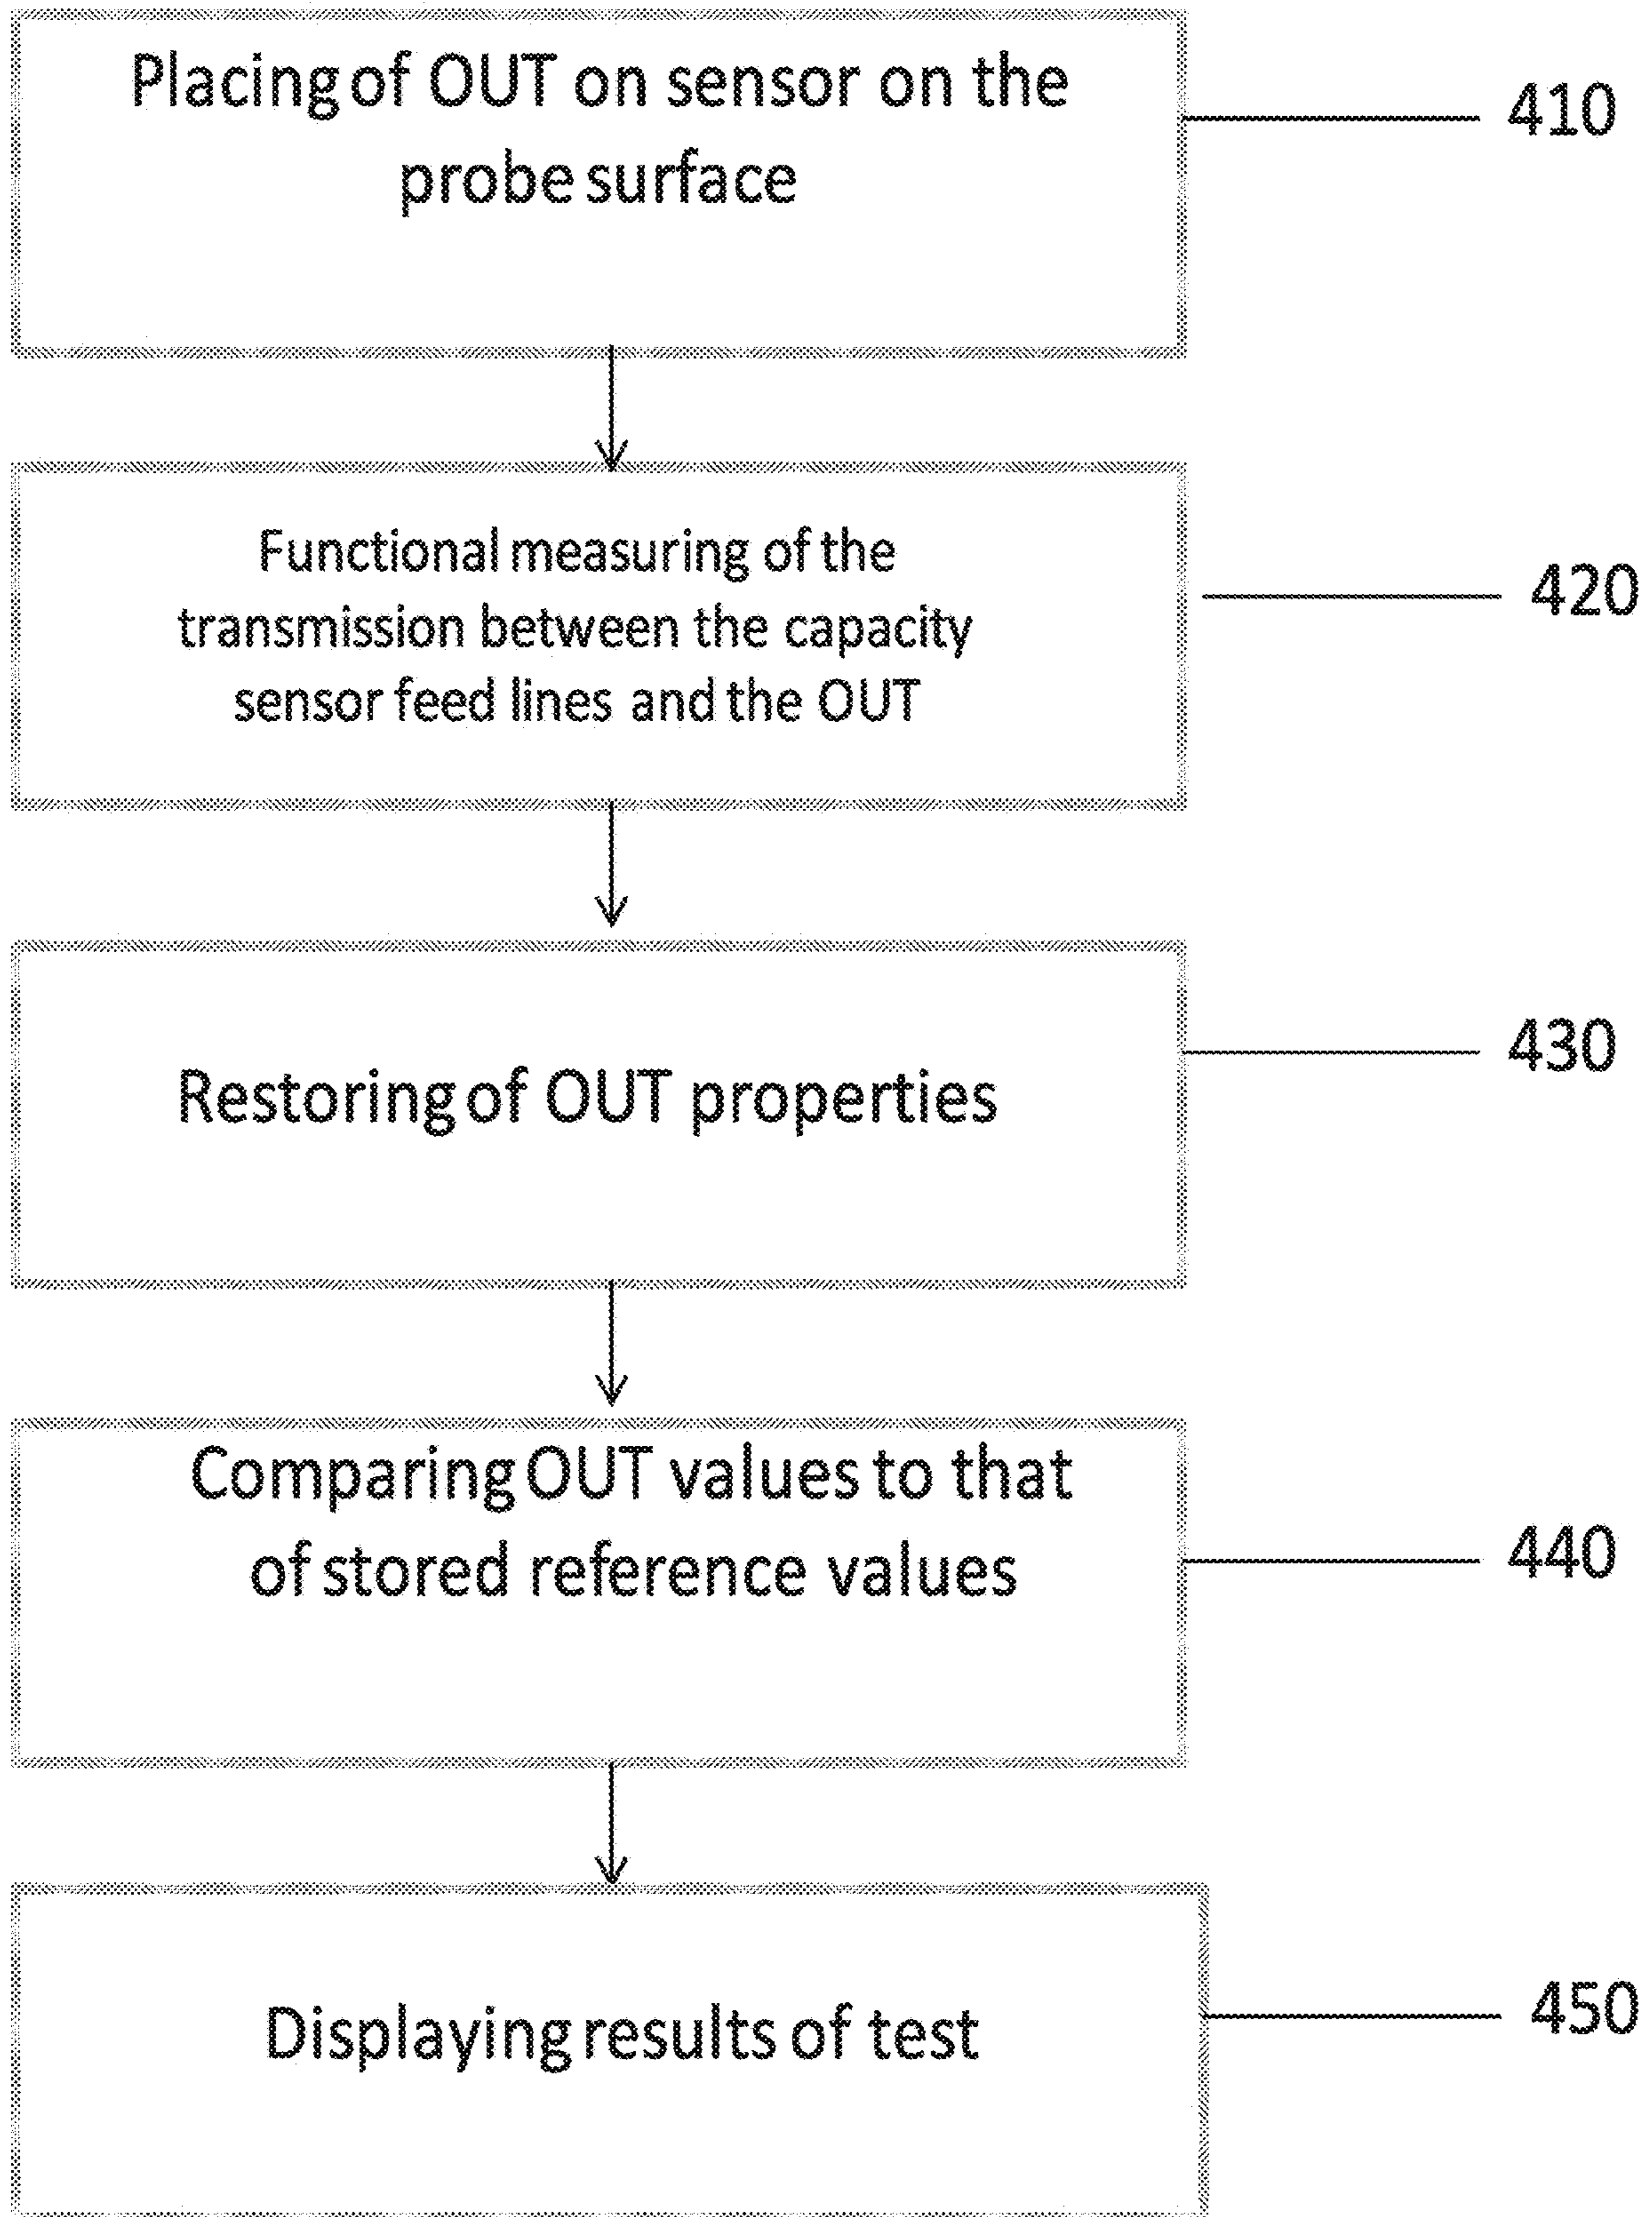 Placing of OUT on sensor on the
probe surface
410
Functional measuring of the
transmission between the capacity
sensor feed lines and the OUT
420
Restoring of OUT properties
430
Comparing OUT values to that
of stored reference values
440
Displaying results of test
450